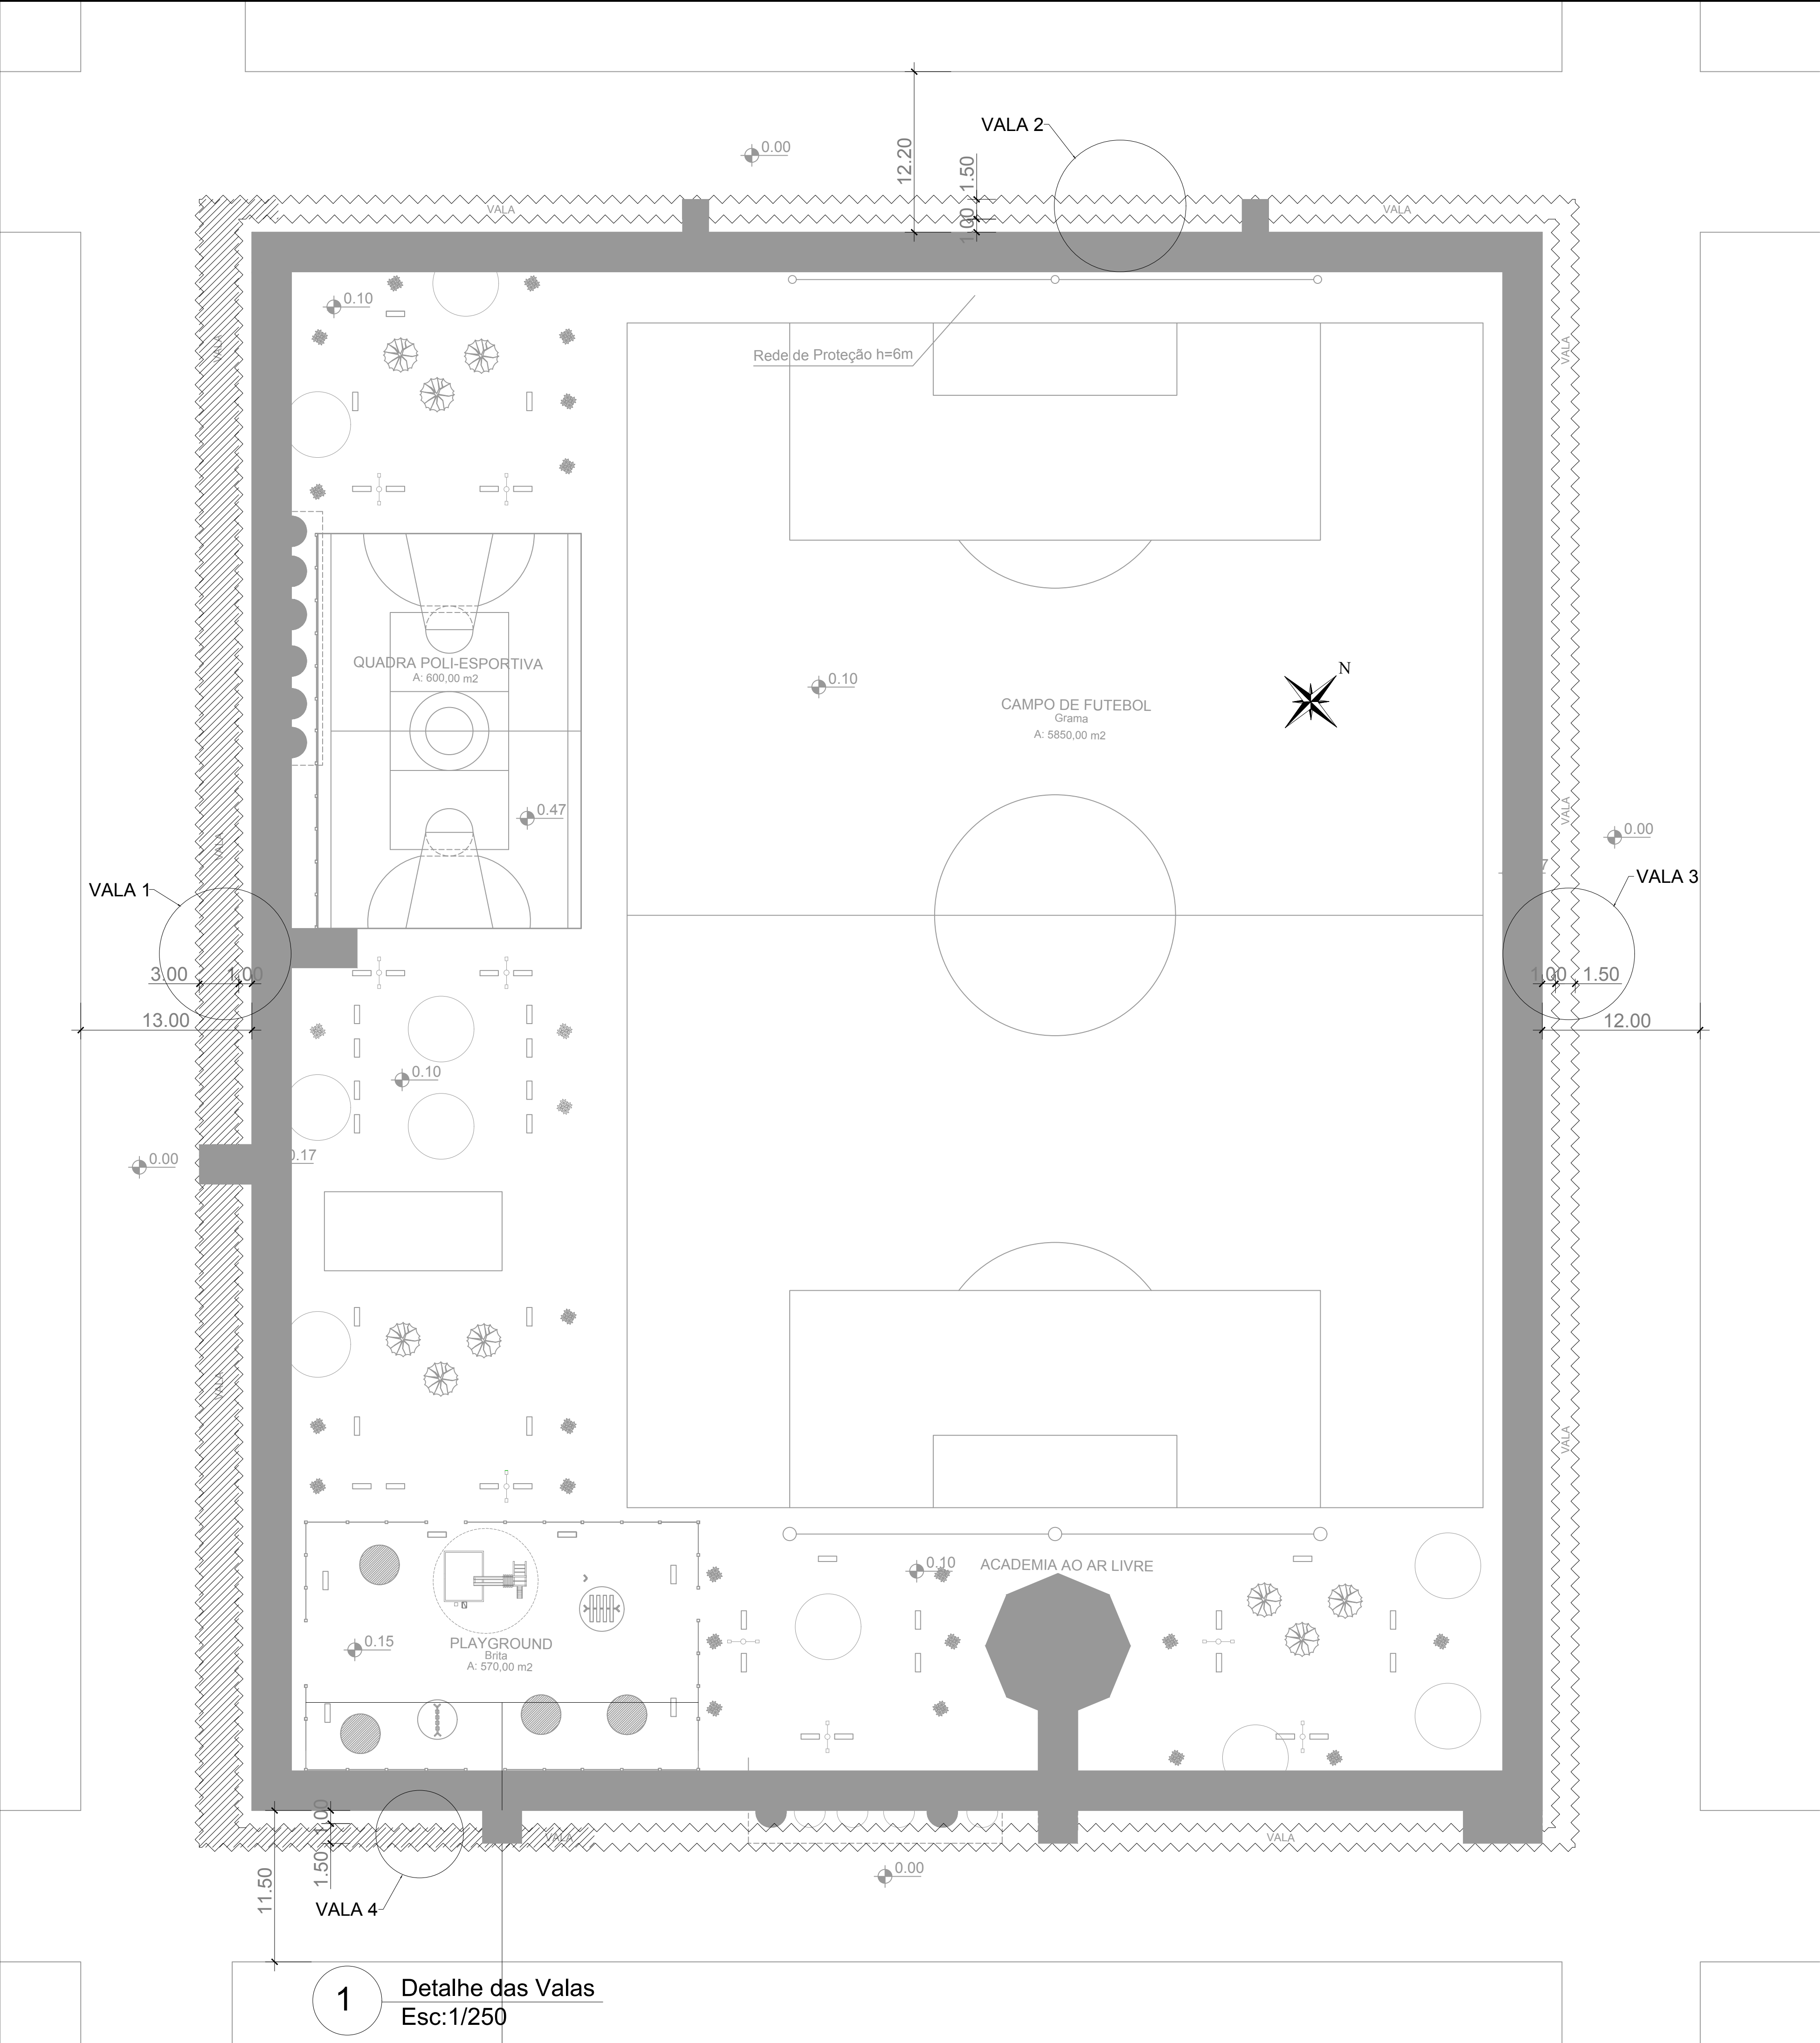 VALA 2
0.00
12.20
1.50
1.00
VALA
VALA
0.10
Rede de Proteção h=6m
VALA
VALA
QUADRA POLI-ESPORTIVA
A: 600,00 m2
N
0.10
CAMPO DE FUTEBOL
Grama
A: 5850,00 m2
0.47
VALA
VALA
0.00
7
VALA 1
VALA 3
3.00
1.00
1.00
1.50
13.00
12.00
0.10
0.00
0.17
VALA
VALA
0.10
ACADEMIA AO AR LIVRE
0.15
PLAYGROUND
Brita
A: 570,00 m2
1.00
1.50
VALA
VALA
11.50
0.00
VALA 4
1
Detalhe das Valas
Esc:1/250